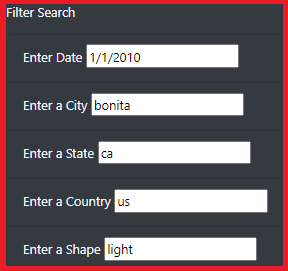 Filter Search
Enter Date 1/1/2010
Enter a City bonita
Enter a State ca
Enter a Country us
Enter a Shape light